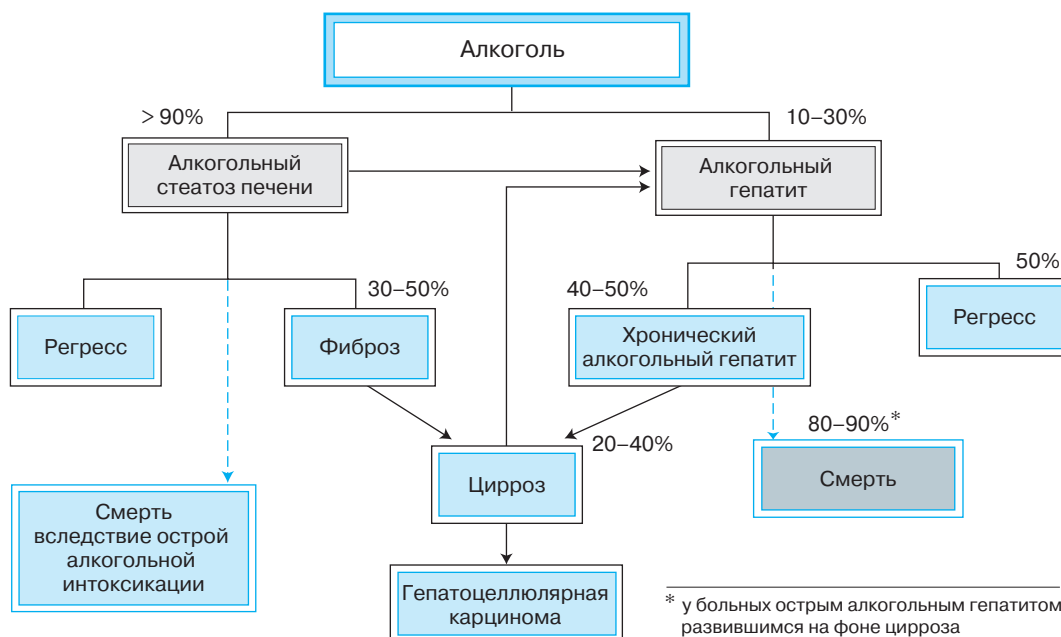 Алкоголь
> 90%
10–30%
Алкогольный
стеатоз печени
Алкогольный
гепатит
30–50%
40–50%
50%
Регресс
Фиброз
Хронический
алкогольный гепатит
Регресс
20–40%
80–90%*
Цирроз
Смерть
Смерть
вследствие острой
алкогольной
интоксикации
Гепатоцеллюлярная
карцинома
* у больных острым алкогольным гепатитом
развившимся на фоне цирроза